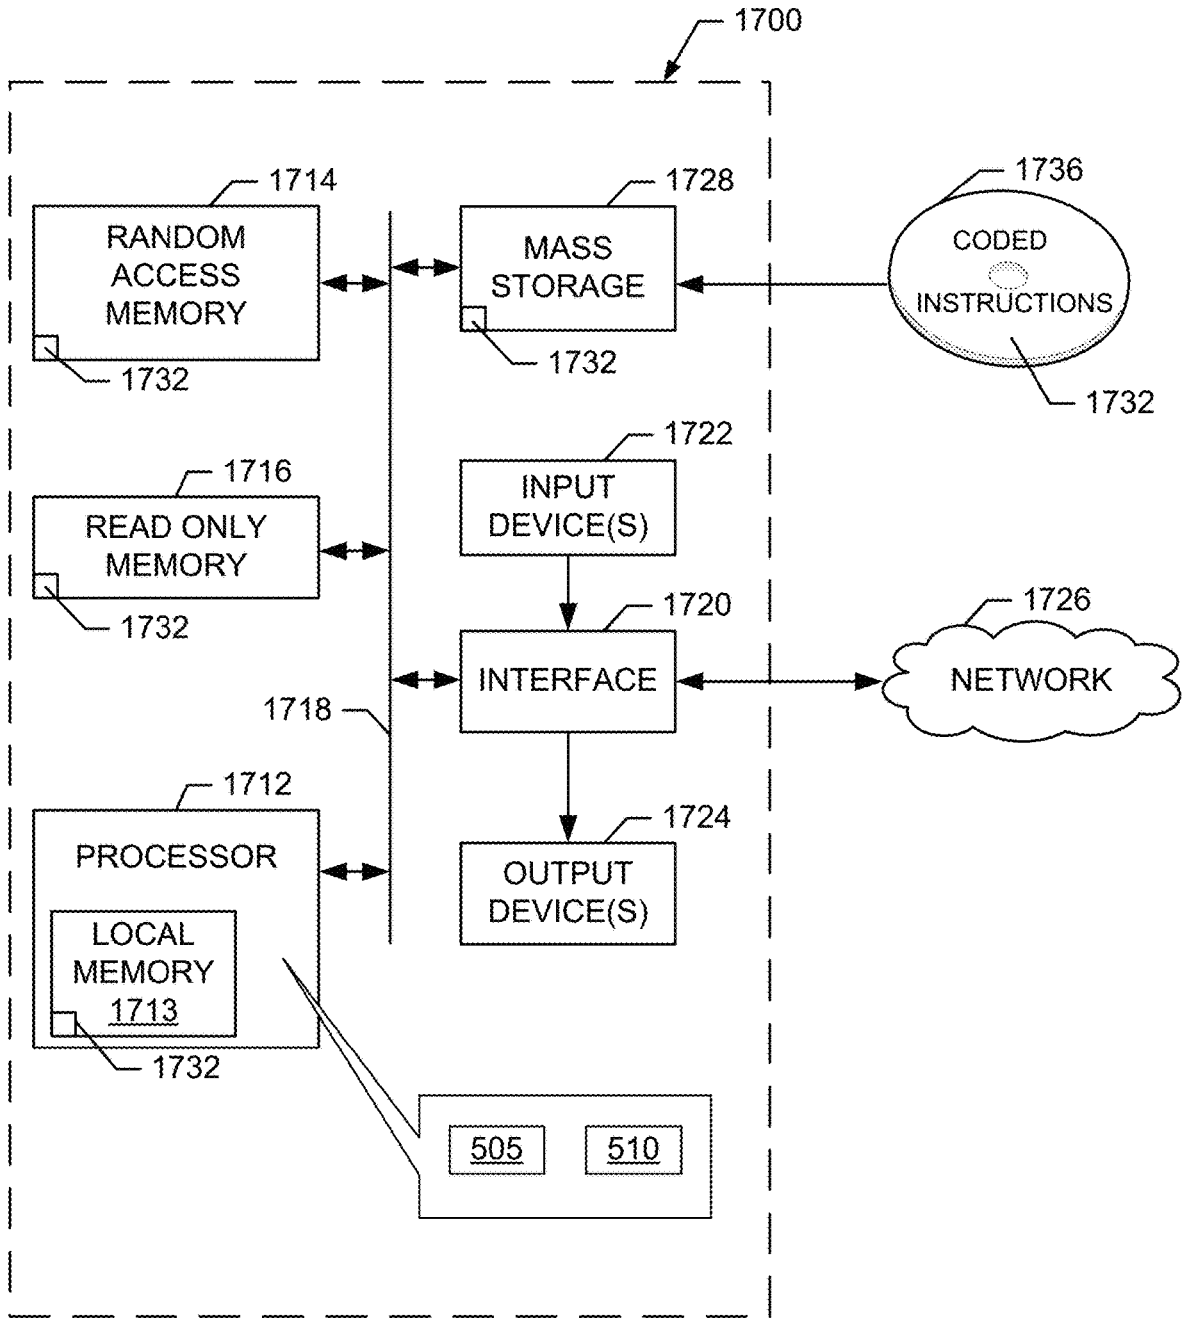 1700
1714
RANDOM
ACCESS
MEMORY
1732
1728
MASS
STORAGE
1732
1736
CODED
INSTRUCTIONS
1732
1716
READ ONLY
MEMORY
1732
1722
INPUT
DEVICE(S)
1720
INTERFACE
1726
NETWORK
1718
1712
PROCESSOR
LOCAL
MEMORY
1713
1732
1724
OUTPUT
DEVICE(S)
505
510